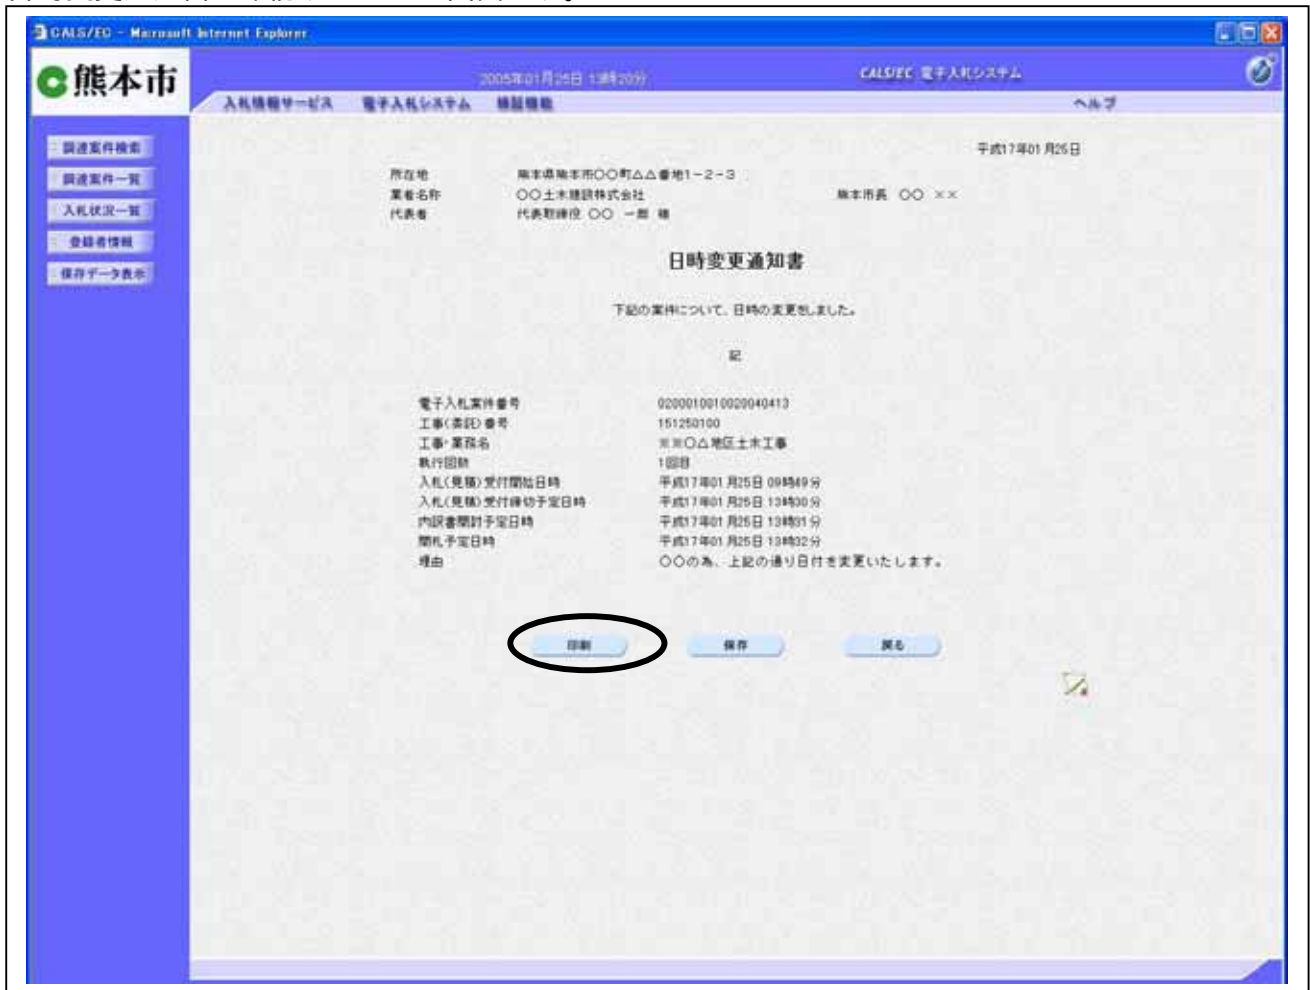 CALS/EC - Microsoft Internet Explorer
熊本市
2005年01月25日 13時20分
CALS/EC 電子入札システム
入札情報サービス 電子入札システム 検証機能 ヘルプ
調達案件検索
調達案件一覧
入札状況一覧
登録者情報
保存データ表示
平成17年01月25日
所在地 熊本県熊本市〇〇町△△番地1-2-3
業者名称 〇〇土木建設株式会社
代表者 代表取締役 〇〇 一郎 様
熊本市長 〇〇 ××
日時変更通知書
下記の案件について、日時の変更をしました。
記
電子入札案件番号 0200010010020040413
工事(委託)番号 151250100
工事・業務名 ※※〇△地区土木工事
執行回数 1回目
入札(見積)受付開始日時 平成17年01月25日 09時49分
入札(見積)受付締切予定日時 平成17年01月25日 13時30分
内訳書開封予定日時 平成17年01月25日 13時31分
開札予定日時 平成17年01月25日 13時32分
理由 〇〇の為、上記の通り日付を変更いたします。
印刷 保存 戻る